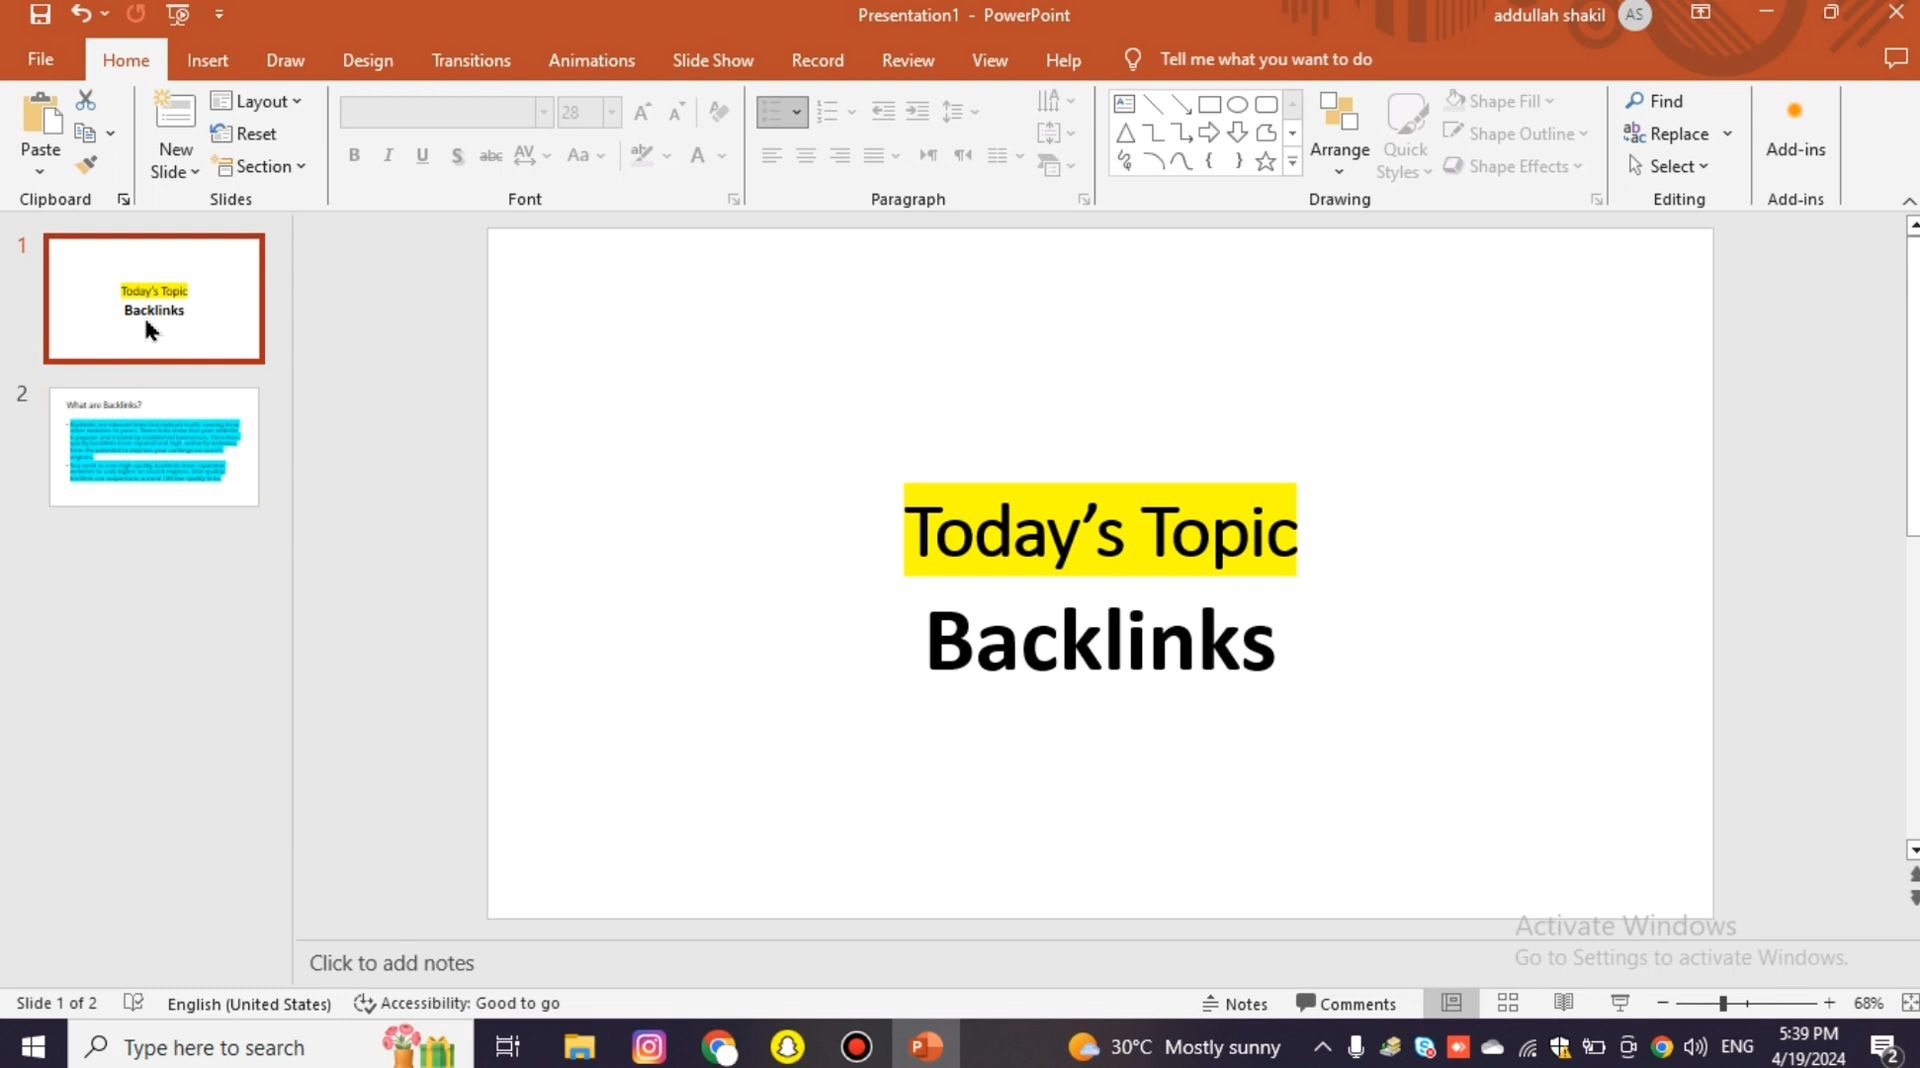 Presentation1 - PowerPoint
addullah shakil AS
File Home Insert Draw Design Transitions Animations Slide Show Record Review View Help Tell me what you want to do
Paste
Clipboard
New Slide
Layout
Reset
Section
Slides
28
B I U S abc AV Aa A
Font
Paragraph
Arrange
Quick Styles
Shape Fill
Shape Outline
Shape Effects
Drawing
Find
Replace
Select
Editing
Add-ins
Add-ins
1
Today's Topic
Backlinks
2
What are Backlinks?
Today’s Topic
Backlinks
Activate Windows
Go to Settings to activate Windows.
Click to add notes
Slide 1 of 2 English (United States) Accessibility: Good to go Notes Comments 68%
Type here to search
30°C Mostly sunny
ENG
5:39 PM
4/19/2024
2